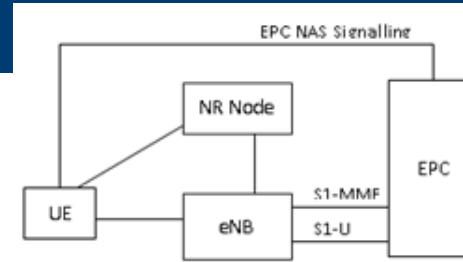 EPC NAS Signalling
NR Node
EPC
UE
eNB
S1-MME
S1-U